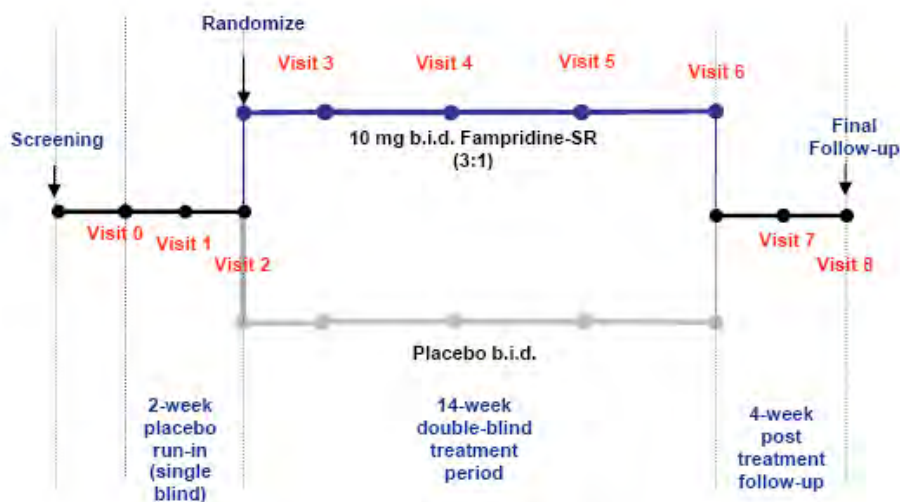 Randomize
Visit 3
Visit 4
Visit 5
Visit 6
10 mg b.i.d. Fampridine-SR
(3:1)
Screening
Final
Follow-up
Visit 0
Visit 1
Visit 2
Visit 7
Visit 8
Placebo b.i.d.
2-week
placebo
run-in
(single
blind)
14-week
double-blind
treatment
period
4-week
post
treatment
follow-up